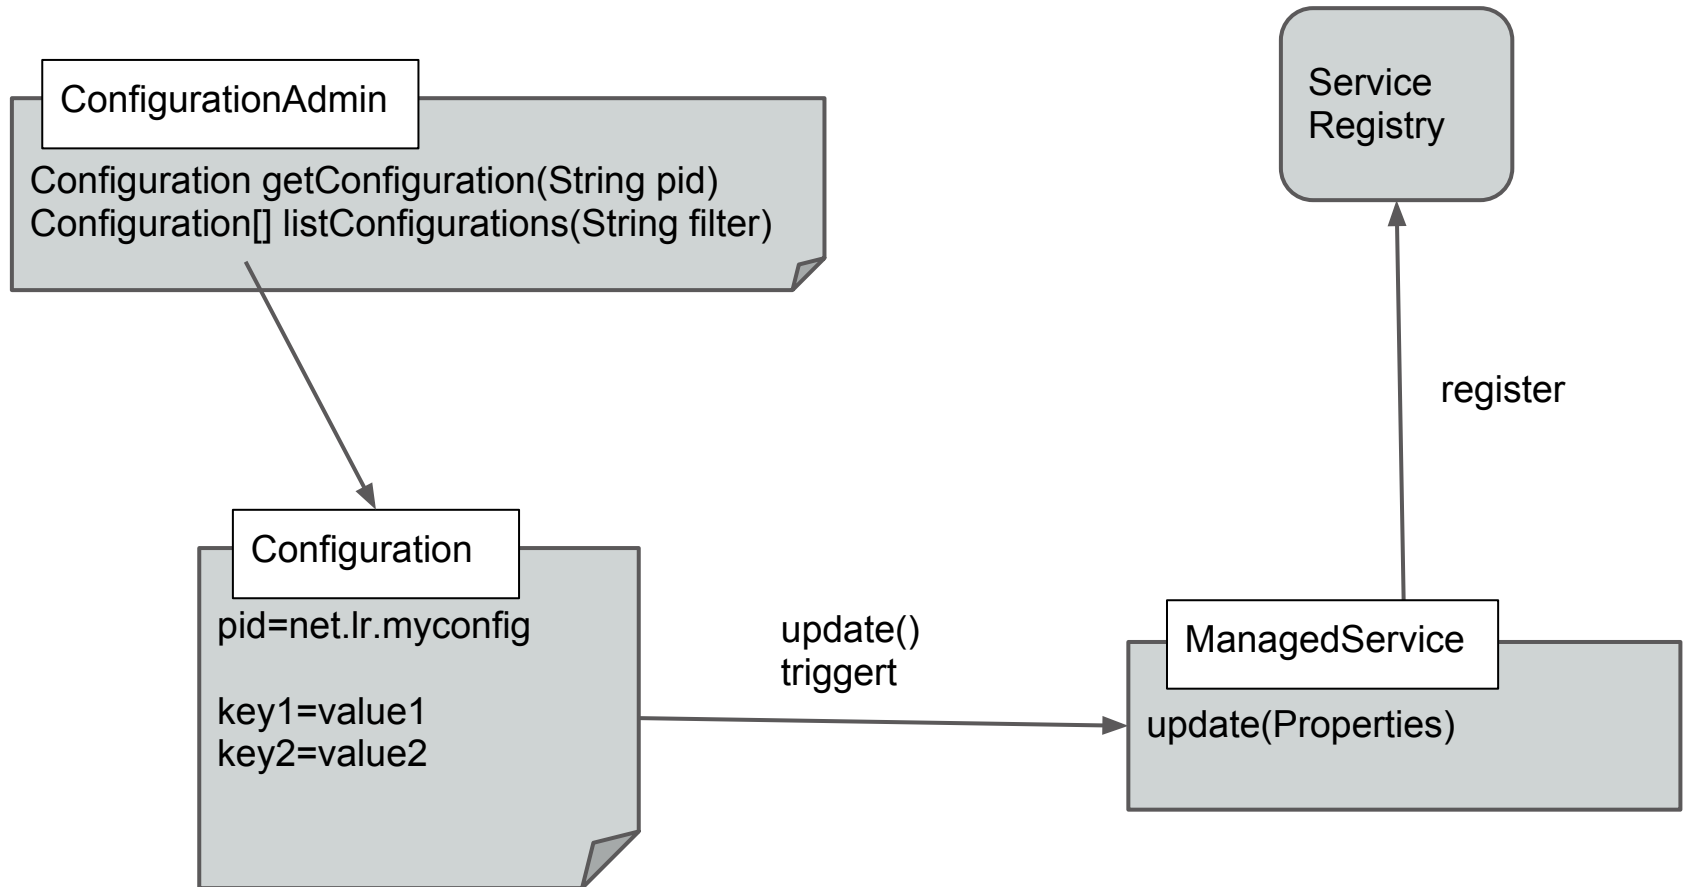 ConfigurationAdmin
Configuration getConfiguration(String pid)
Configuration[] listConfigurations(String filter)
Service
Registry
register
Configuration
pid=net.lr.myconfig
key1=value1
key2=value2
update()
triggert
ManagedService
update(Properties)